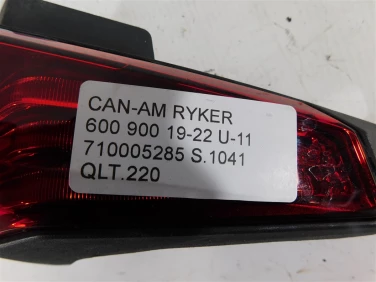 CAN-AM RYKER
600 900 19-22 U-11
710005285 S.1041
QLT.220